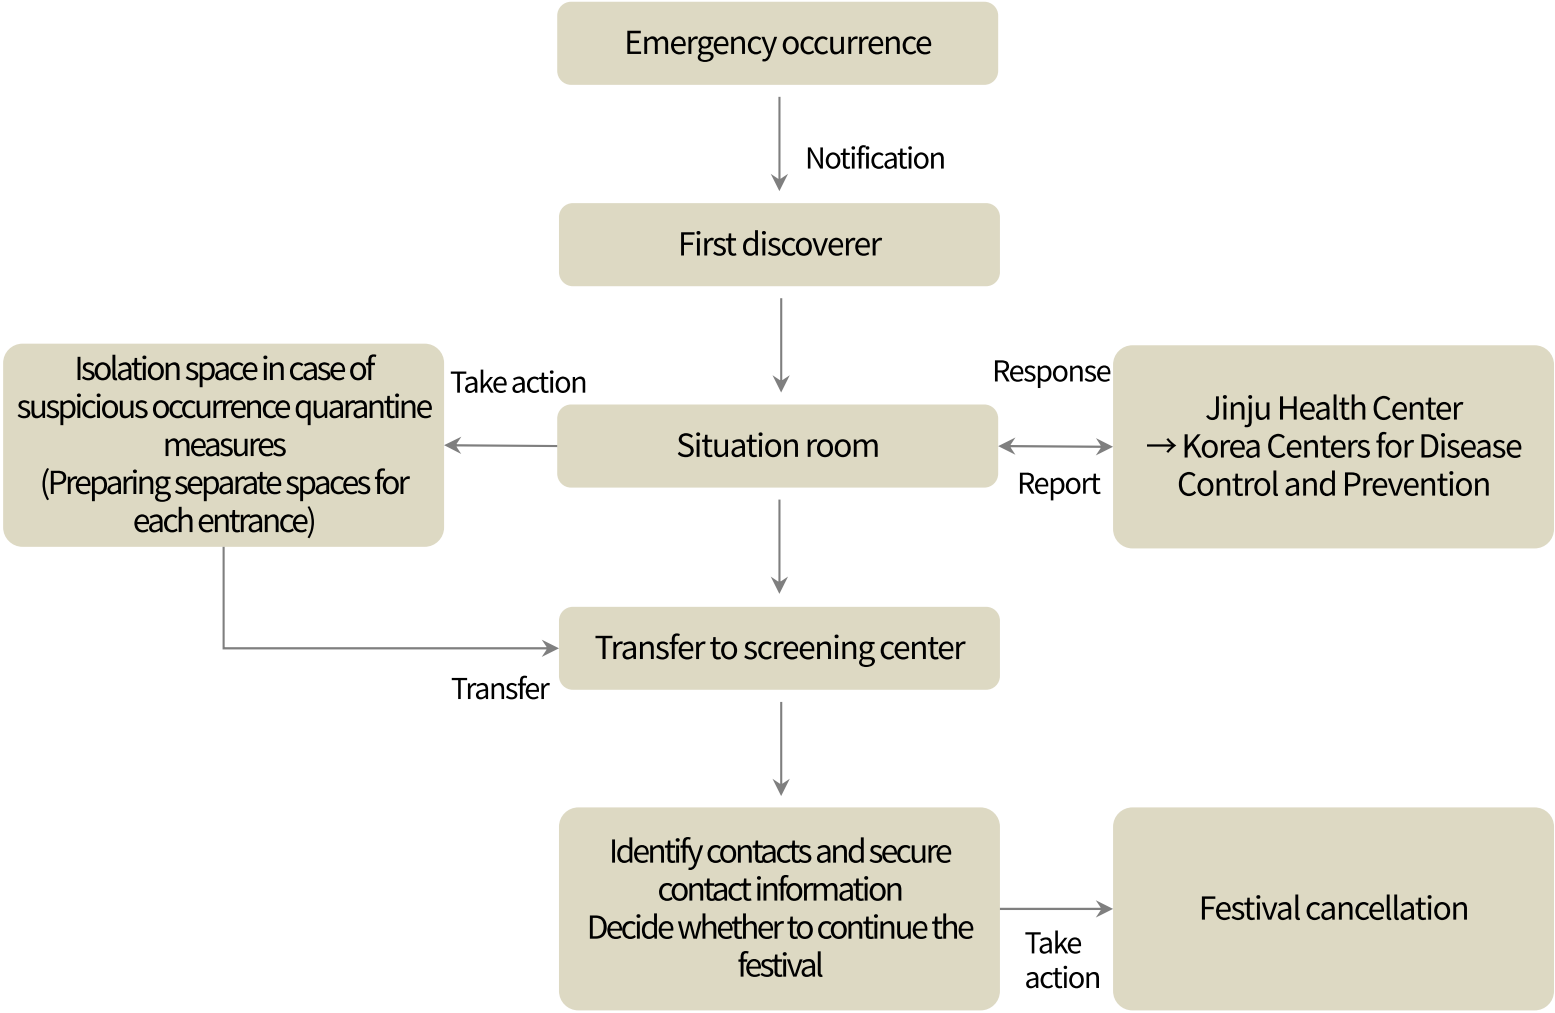 Emergency occurrence
Notification
First discoverer
Isolation space in case of
suspicious occurrence quarantine
measures
(Preparing separate spaces for
each entrance)
Take action
Situation room
Response
Report
Jinju Health Center
→ Korea Centers for Disease
Control and Prevention
Transfer to screening center
Transfer
Identify contacts and secure
contact information
Decide whether to continue the
festival
Take
action
Festival cancellation